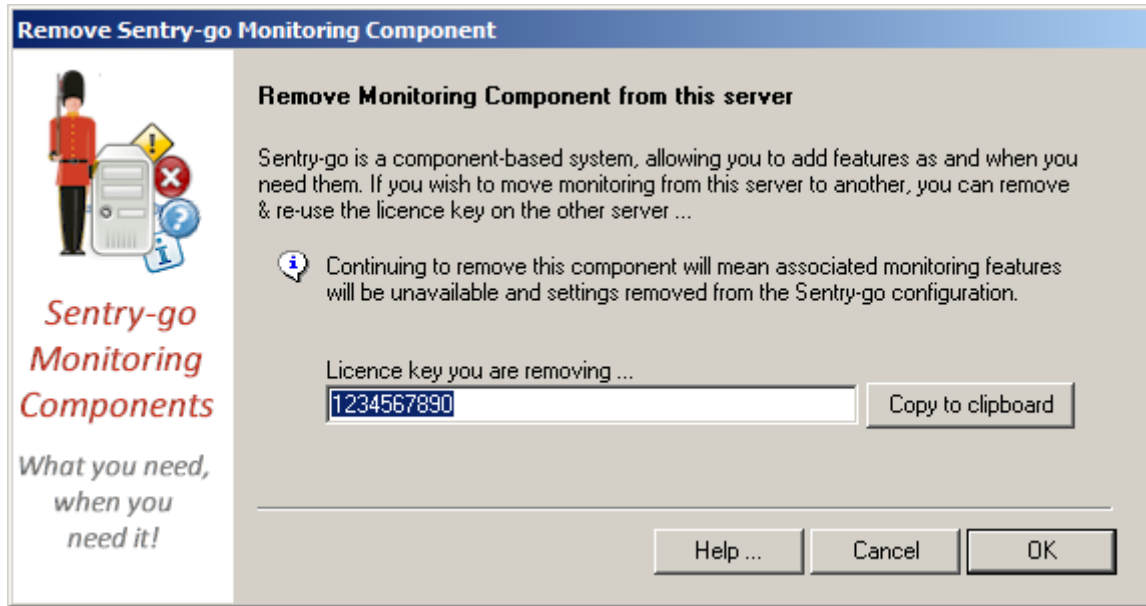 Remove Sentry-go Monitoring Component
Remove Monitoring Component from this server
Sentry-go is a component-based system, allowing you to add features as and when you
need them. If you wish to move monitoring from this server to another, you can remove
& re-use the licence key on the other server ...
Continuing to remove this component will mean associated monitoring features
will be unavailable and settings removed from the Sentry-go configuration.
Sentry-go
Monitoring
Components
What you need,
when you
need it!
Licence key you are removing ...
1234567890
Copy to clipboard
Help ...
Cancel
OK